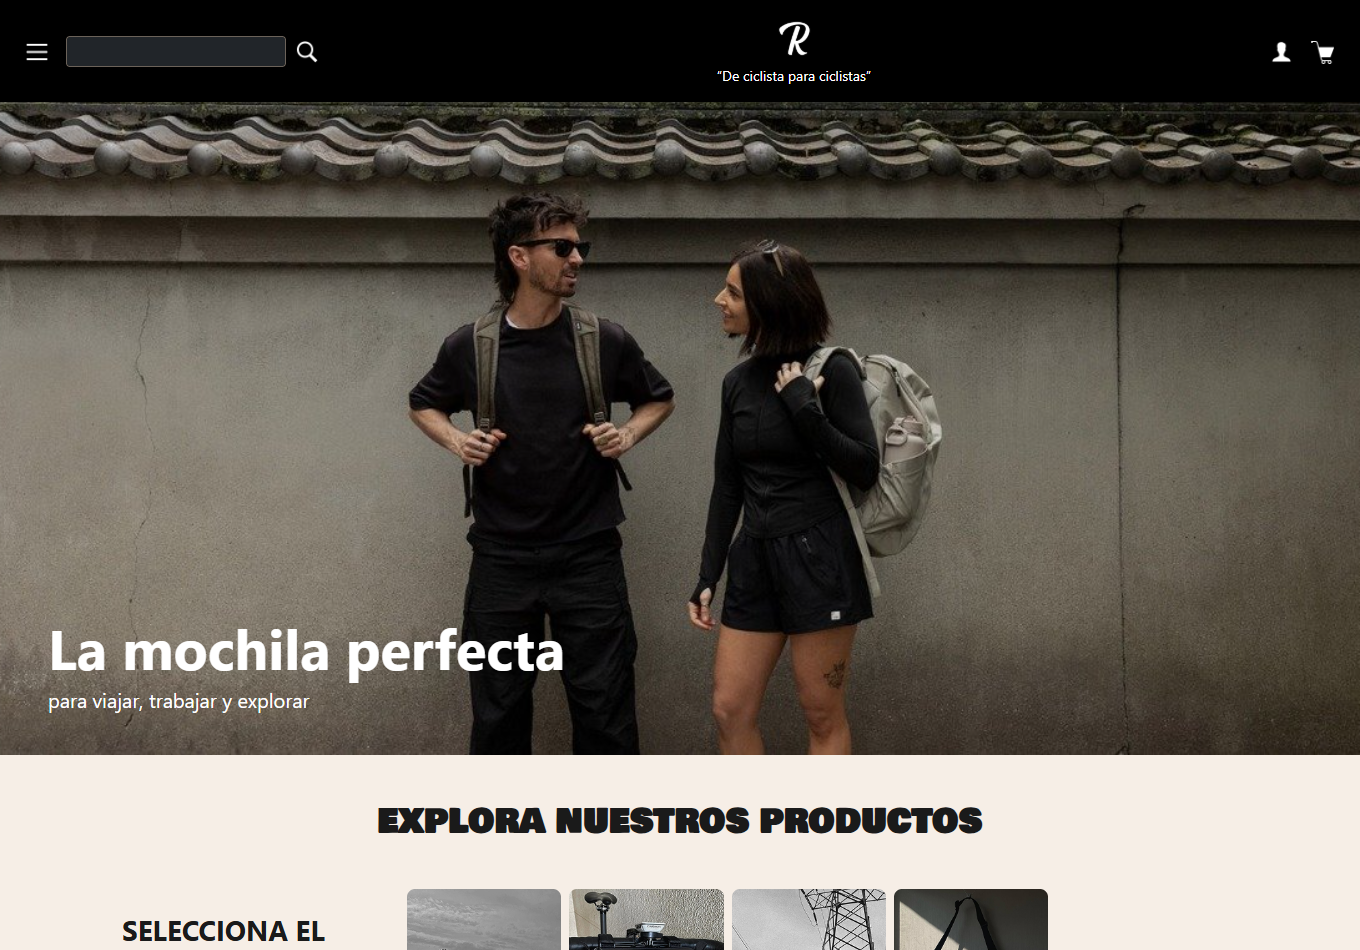 R
“De ciclista para ciclistas”
La mochila perfecta
para viajar, trabajar y explorar
EXPLORA NUESTROS PRODUCTOS
SELECCIONA EL